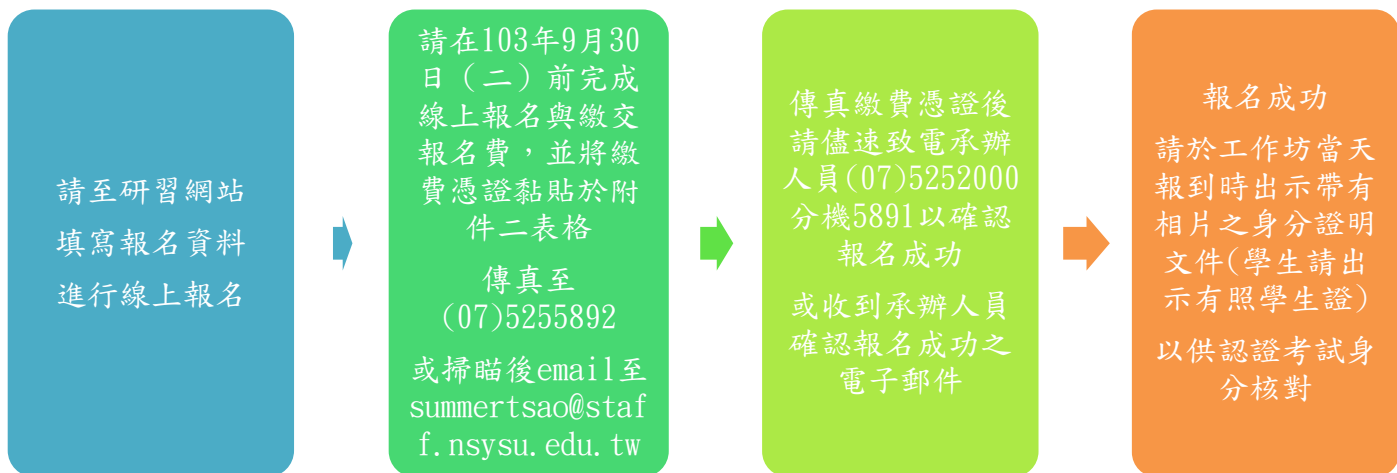 請至研習網站
填寫報名資料
進行線上報名
請在103年9月30
日（二）前完成
線上報名與繳交
報名費，並將繳
費憑證黏貼於附
件二表格
傳真至
(07)5255892
或掃瞄後email至
summertsao@staf
f.nsysu.edu.tw
傳真繳費憑證後
請儘速致電承辦
人員(07)5252000
分機5891以確認
報名成功
或收到承辦人員
確認報名成功之
電子郵件
報名成功
請於工作坊當天
報到時出示帶有
相片之身分證明
文件(學生請出
示有照學生證)
以供認證考試身
分核對